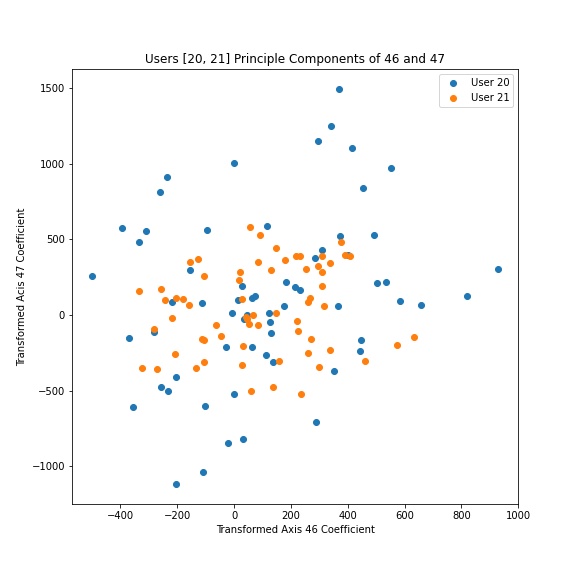 Users [20, 21] Principle Components of 46 and 47
User 20
User 21
Transformed Acis 47 Coefficient
1500
1000
500
0
−500
−1000
−400 −200 0 200 400 600 800 1000
Transformed Axis 46 Coefficient